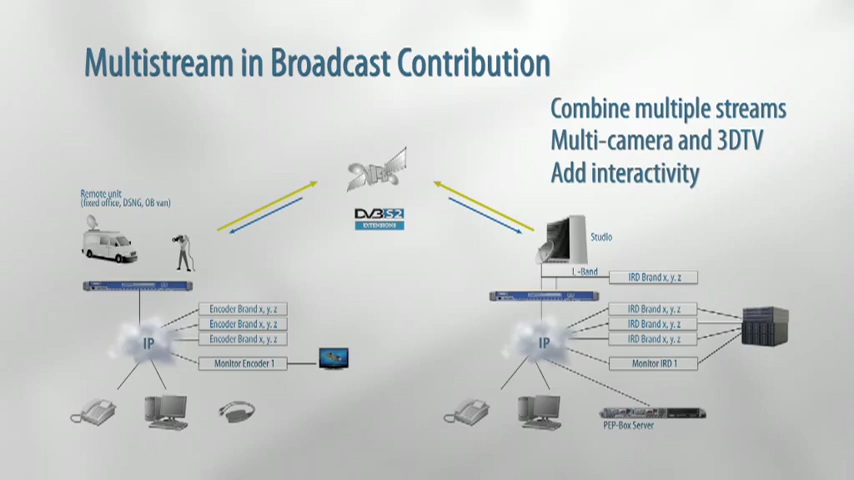 Multistream in Broadcast Contribution
Combine multiple streams
Multi-camera and 3DTV
Add interactivity
Remote unit
(fixed office, DSNG, OB van)
DVB S2
EXTENSIONS
Studio
L-Band
IRD Brand x, y. z
Encoder Brand x, y. z
Encoder Brand x, y. z
Encoder Brand x, y. z
IP
Monitor Encoder 1
IRD Brand x, y. z
IRD Brand x, y. z
IRD Brand x, y. z
IP
Monitor IRD 1
PEP-Box Server